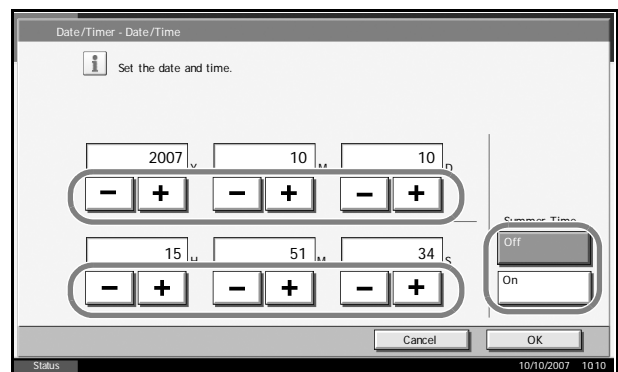 Date/Timer - Date/Time
i Set the date and time.
2007 Y 10 M 10 D
− + − + − +
Summer Time
Off
15 H 51 M 34 S
On
− + − + − +
Cancel OK
Status 10/10/2007 10:10